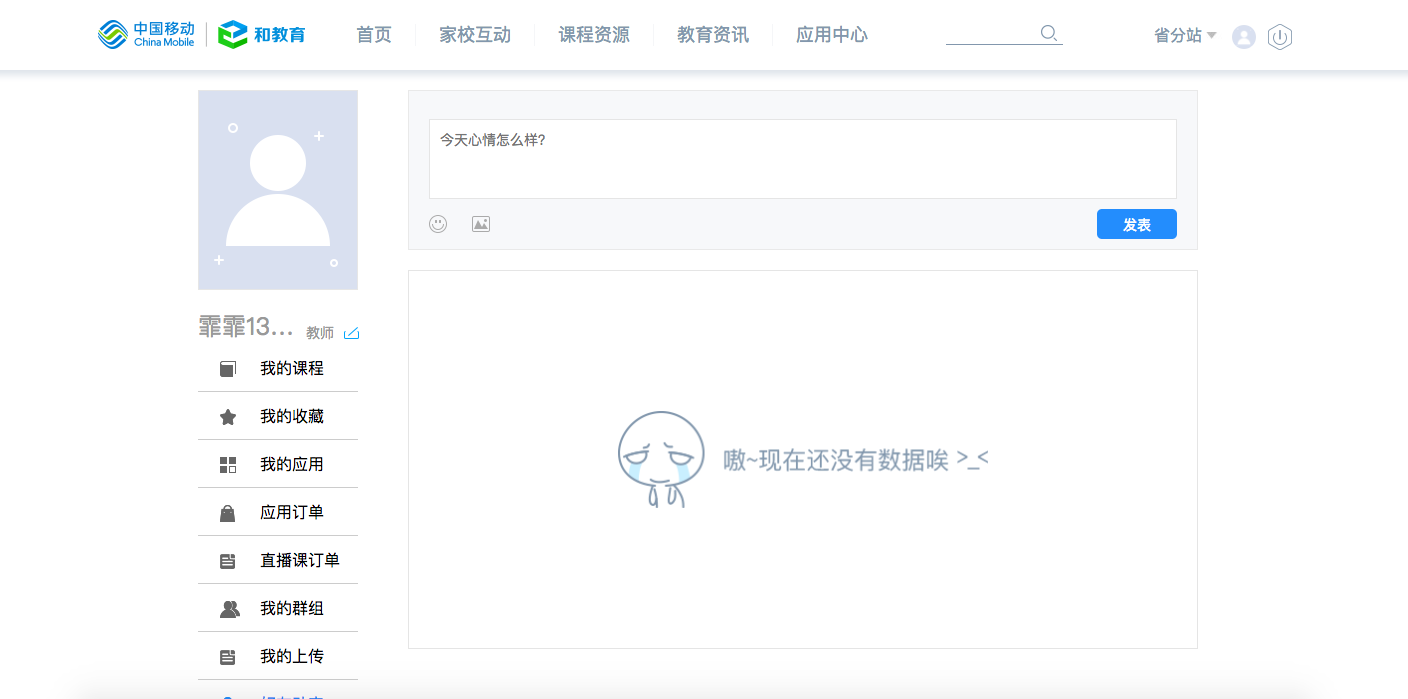 中国移动
China Mobile
和教育
首页
家校互动
课程资源
教育资讯
应用中心
省分站
今天心情怎么样?
发表
霏霏13...
教师
我的课程
我的收藏
我的应用
应用订单
直播课订单
我的群组
我的上传
嗷~现在还没有数据唉 >_<